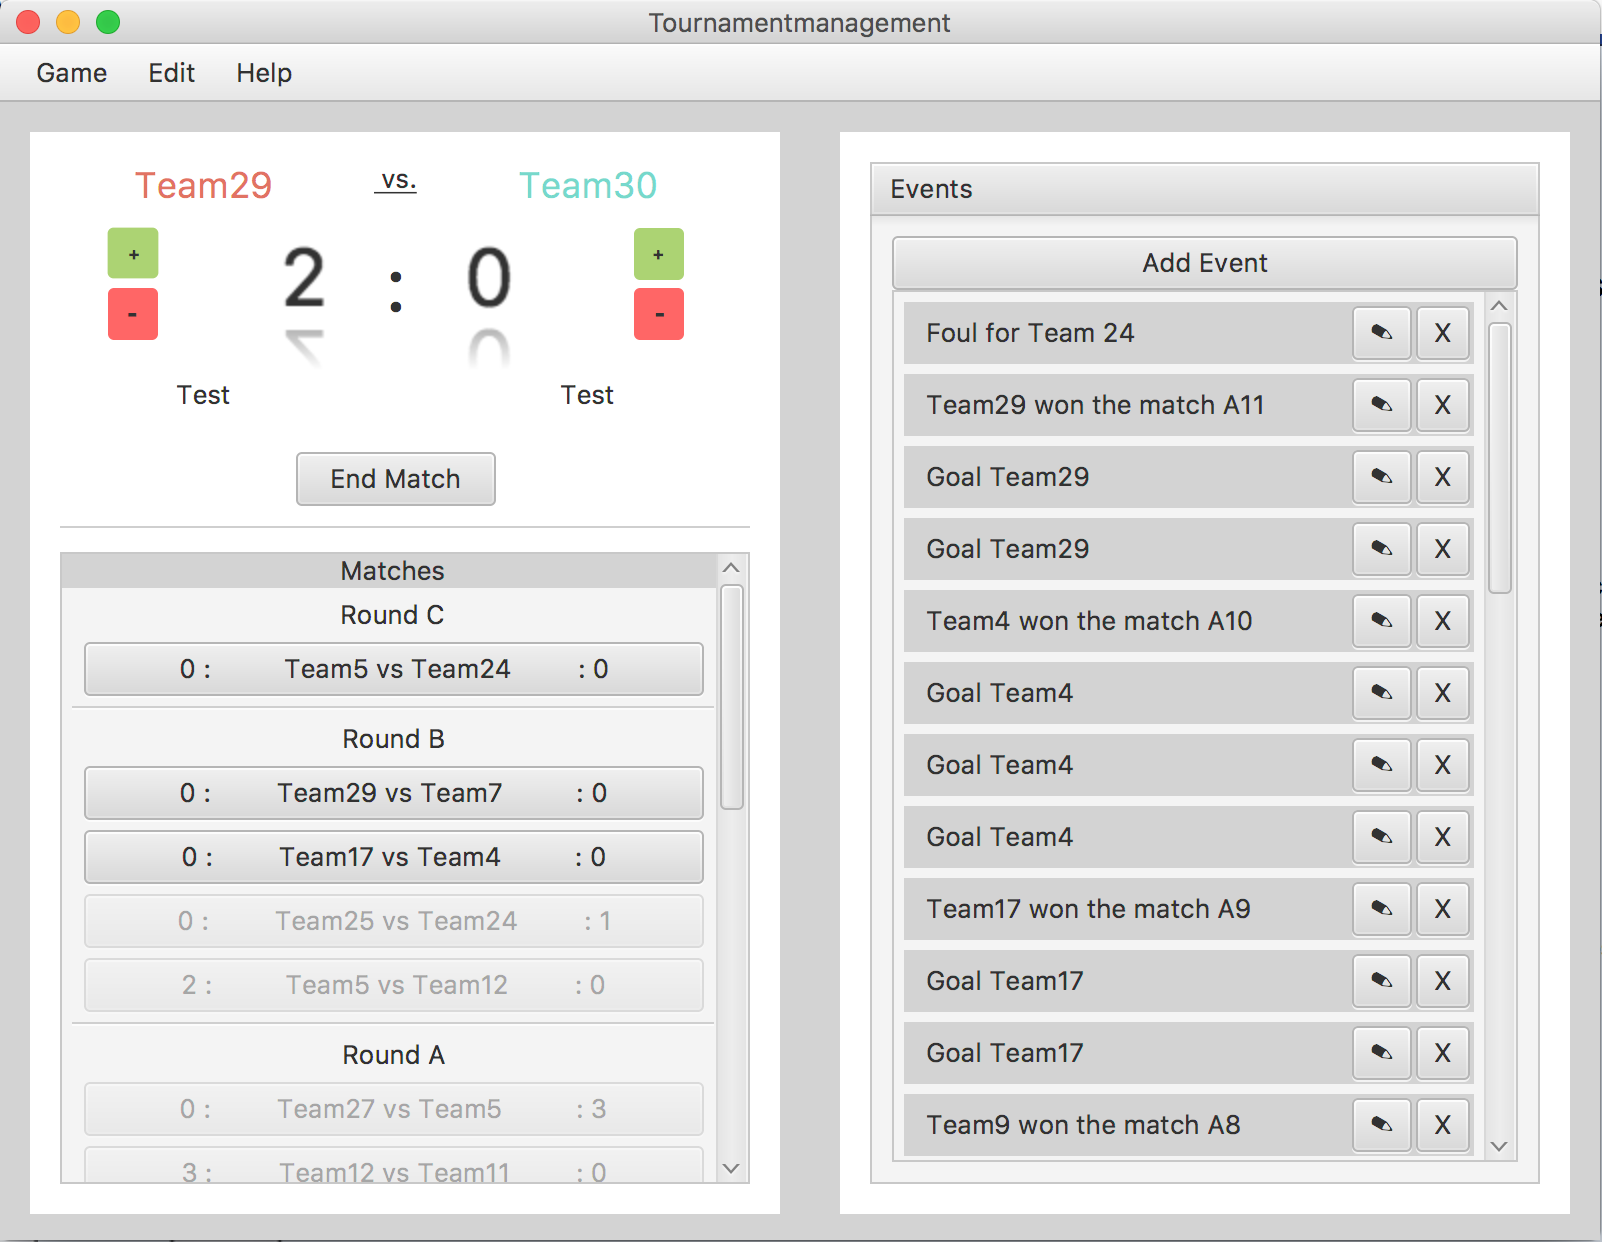 Tournamentmanagement
Game Edit Help
Team29 vs. Team30
+ +
2 : 0
- -
Test Test
End Match
Matches
Round C
0 : Team5 vs Team24 : 0
Round B
0 : Team29 vs Team7 : 0
0 : Team17 vs Team4 : 0
0 : Team25 vs Team24 : 1
2 : Team5 vs Team12 : 0
Round A
0 : Team27 vs Team5 : 3
3 : Team12 vs Team11 : 0
Events
Add Event
Foul for Team 24 X
Team29 won the match A11 X
Goal Team29 X
Goal Team29 X
Team4 won the match A10 X
Goal Team4 X
Goal Team4 X
Goal Team4 X
Team17 won the match A9 X
Goal Team17 X
Goal Team17 X
Team9 won the match A8 X